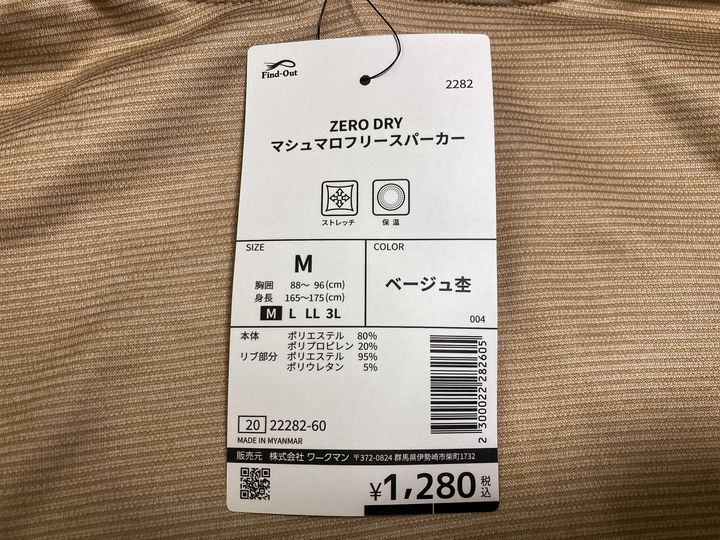 Find-Out
2282
ZERO DRY
マシュマロフリースパーカー
ストレッチ 保温
SIZE
M
胸囲 88〜 96(cm)
身長 165〜175(cm)
M L LL 3L
COLOR
ベージュ杢
004
本体 ポリエステル 80%
ポリプロピレン 20%
リブ部分 ポリエステル 95%
ポリウレタン 5%
2 300022 282605
20 22282-60
MADE IN MYANMAR
販売元 株式会社 ワークマン 〒372-0824 群馬県伊勢崎市柴町1732
¥1,280 税込